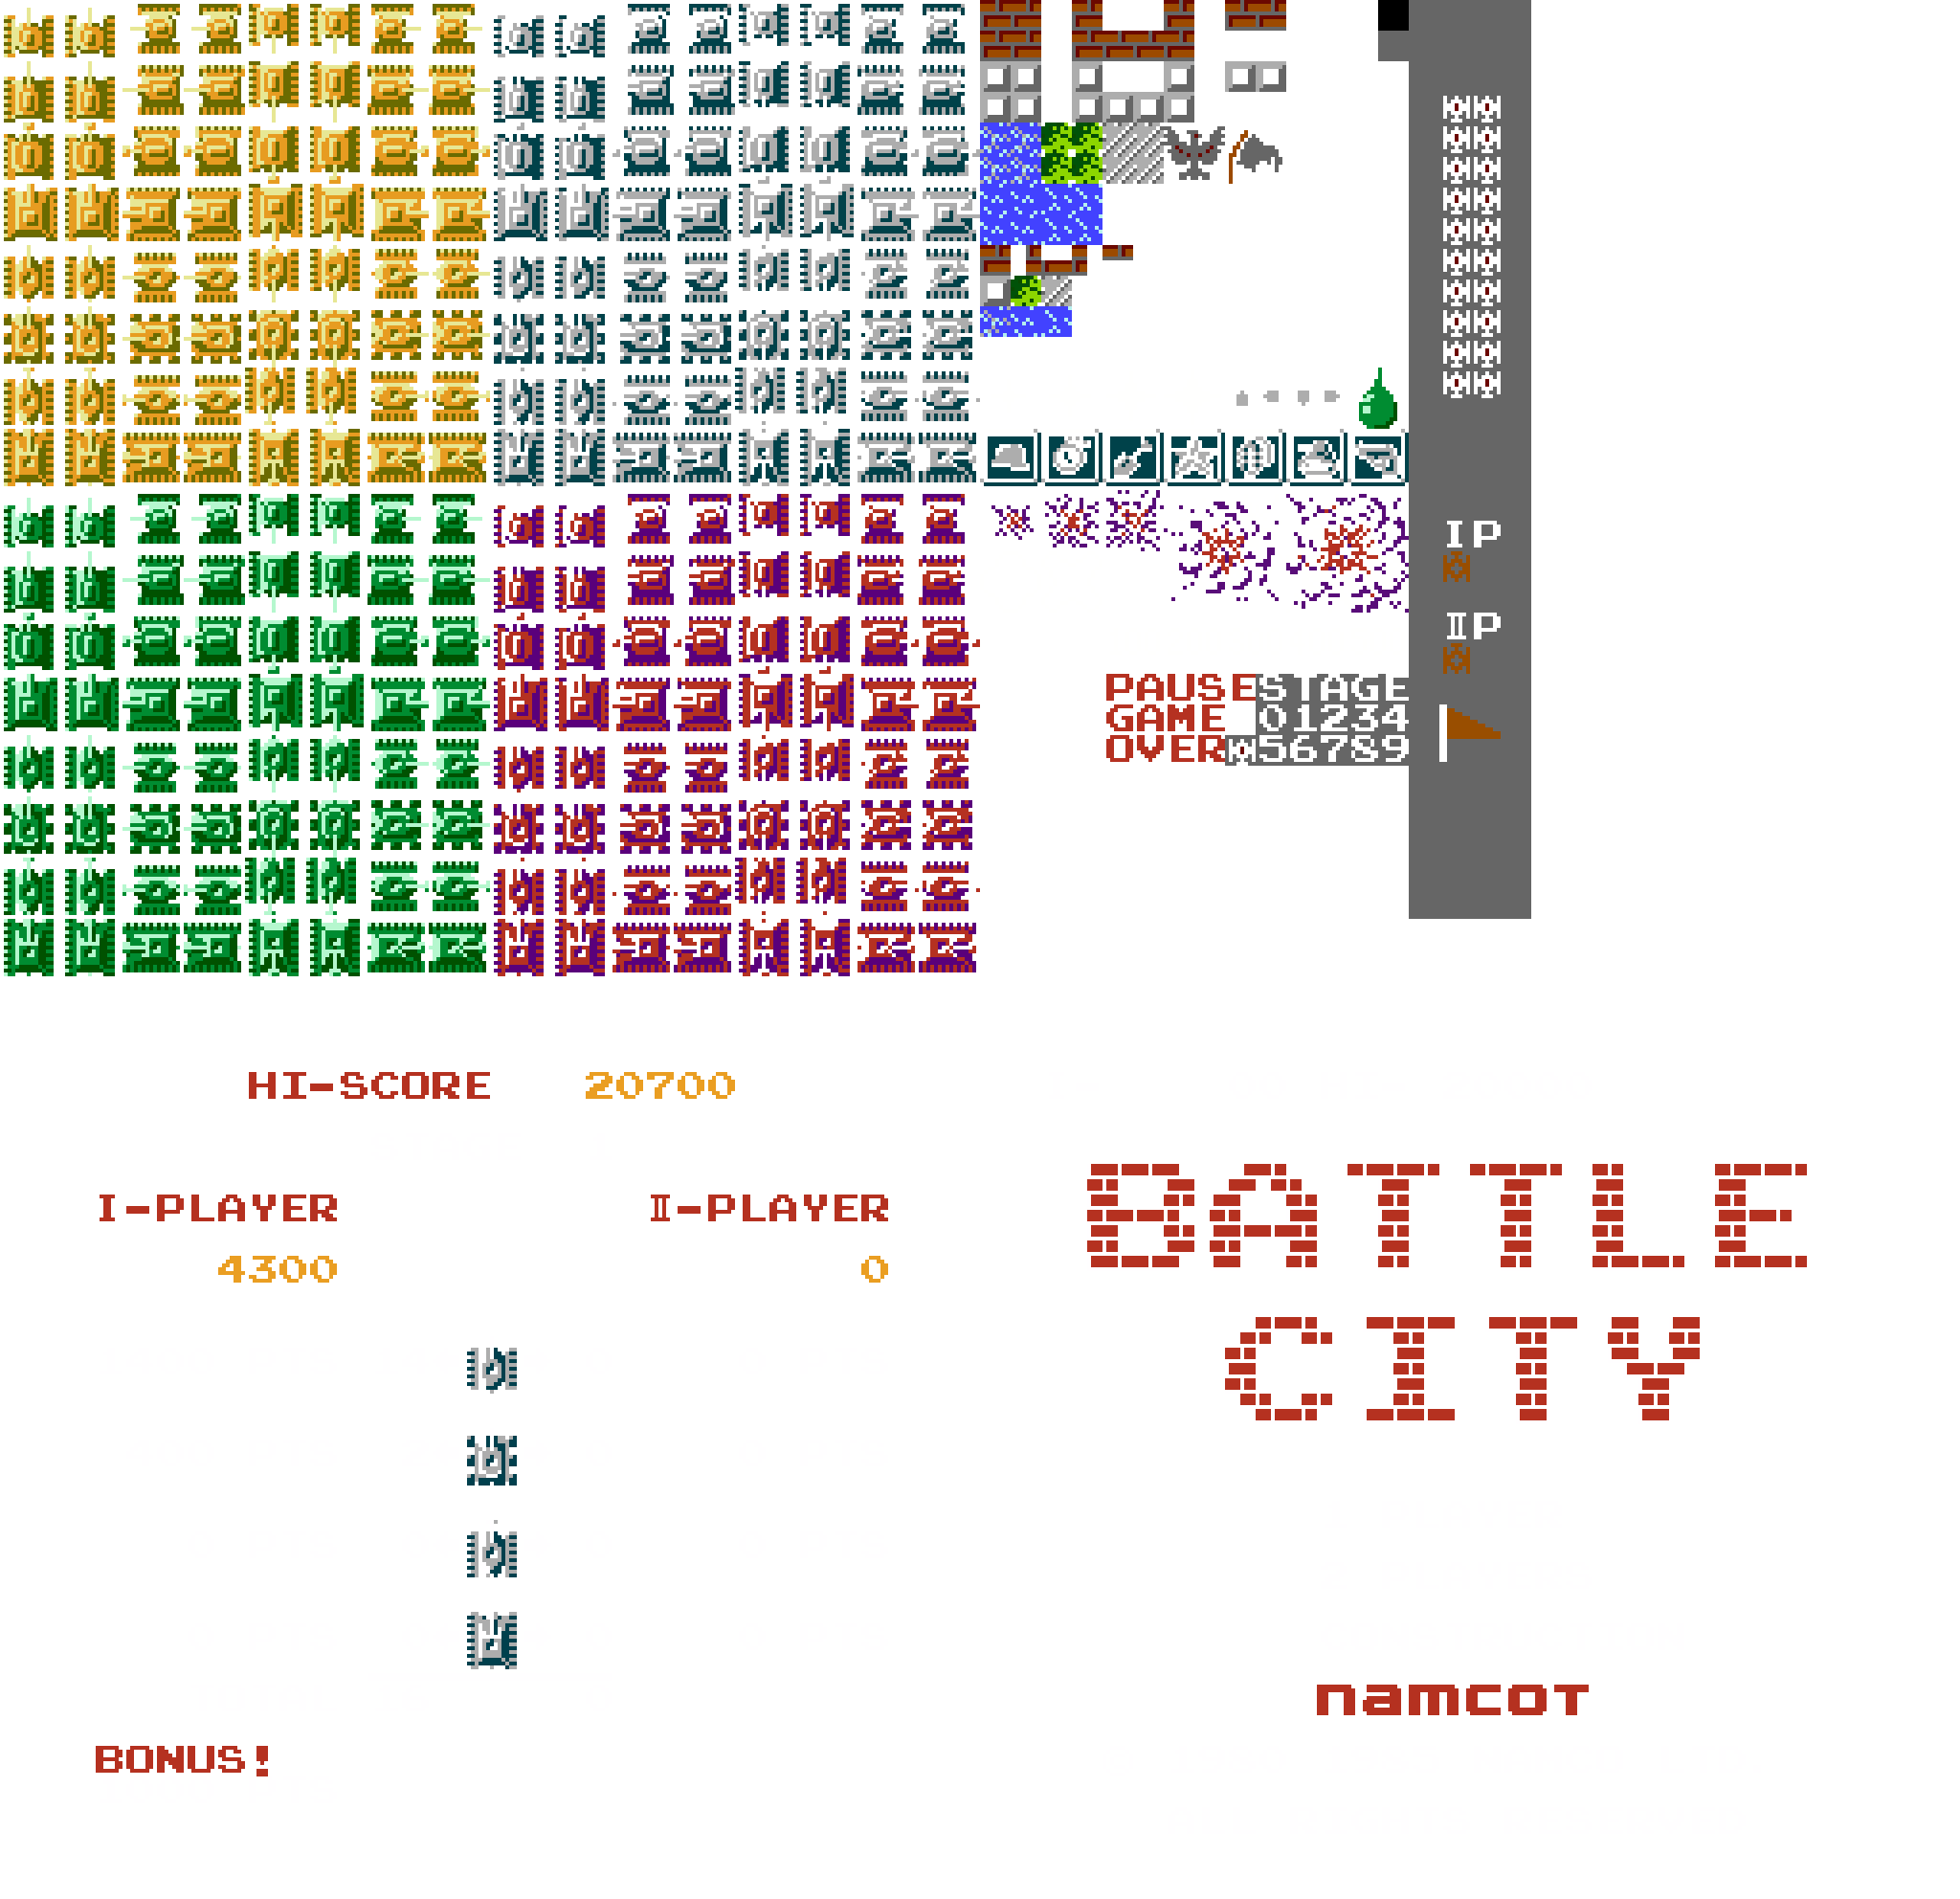 IP
IIP
PAUSE STAGE
GAME 01234
OVER 56789
HI-SCORE 20700
I-PLAYER II-PLAYER
4300 0
BONUS!
BATTLE
CITY
namcot